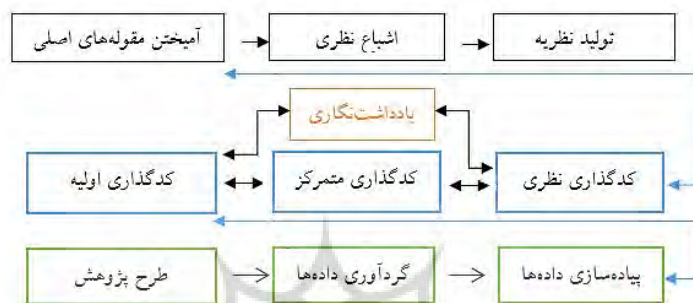 آمیختن مقوله‌های اصلی
اشباع نظری
تولید نظریه
یادداشت‌نگاری
کدگذاری اولیه
کدگذاری متمرکز
کدگذاری نظری
طرح پژوهش
گردآوری داده‌ها
پیاده‌سازی داده‌ها